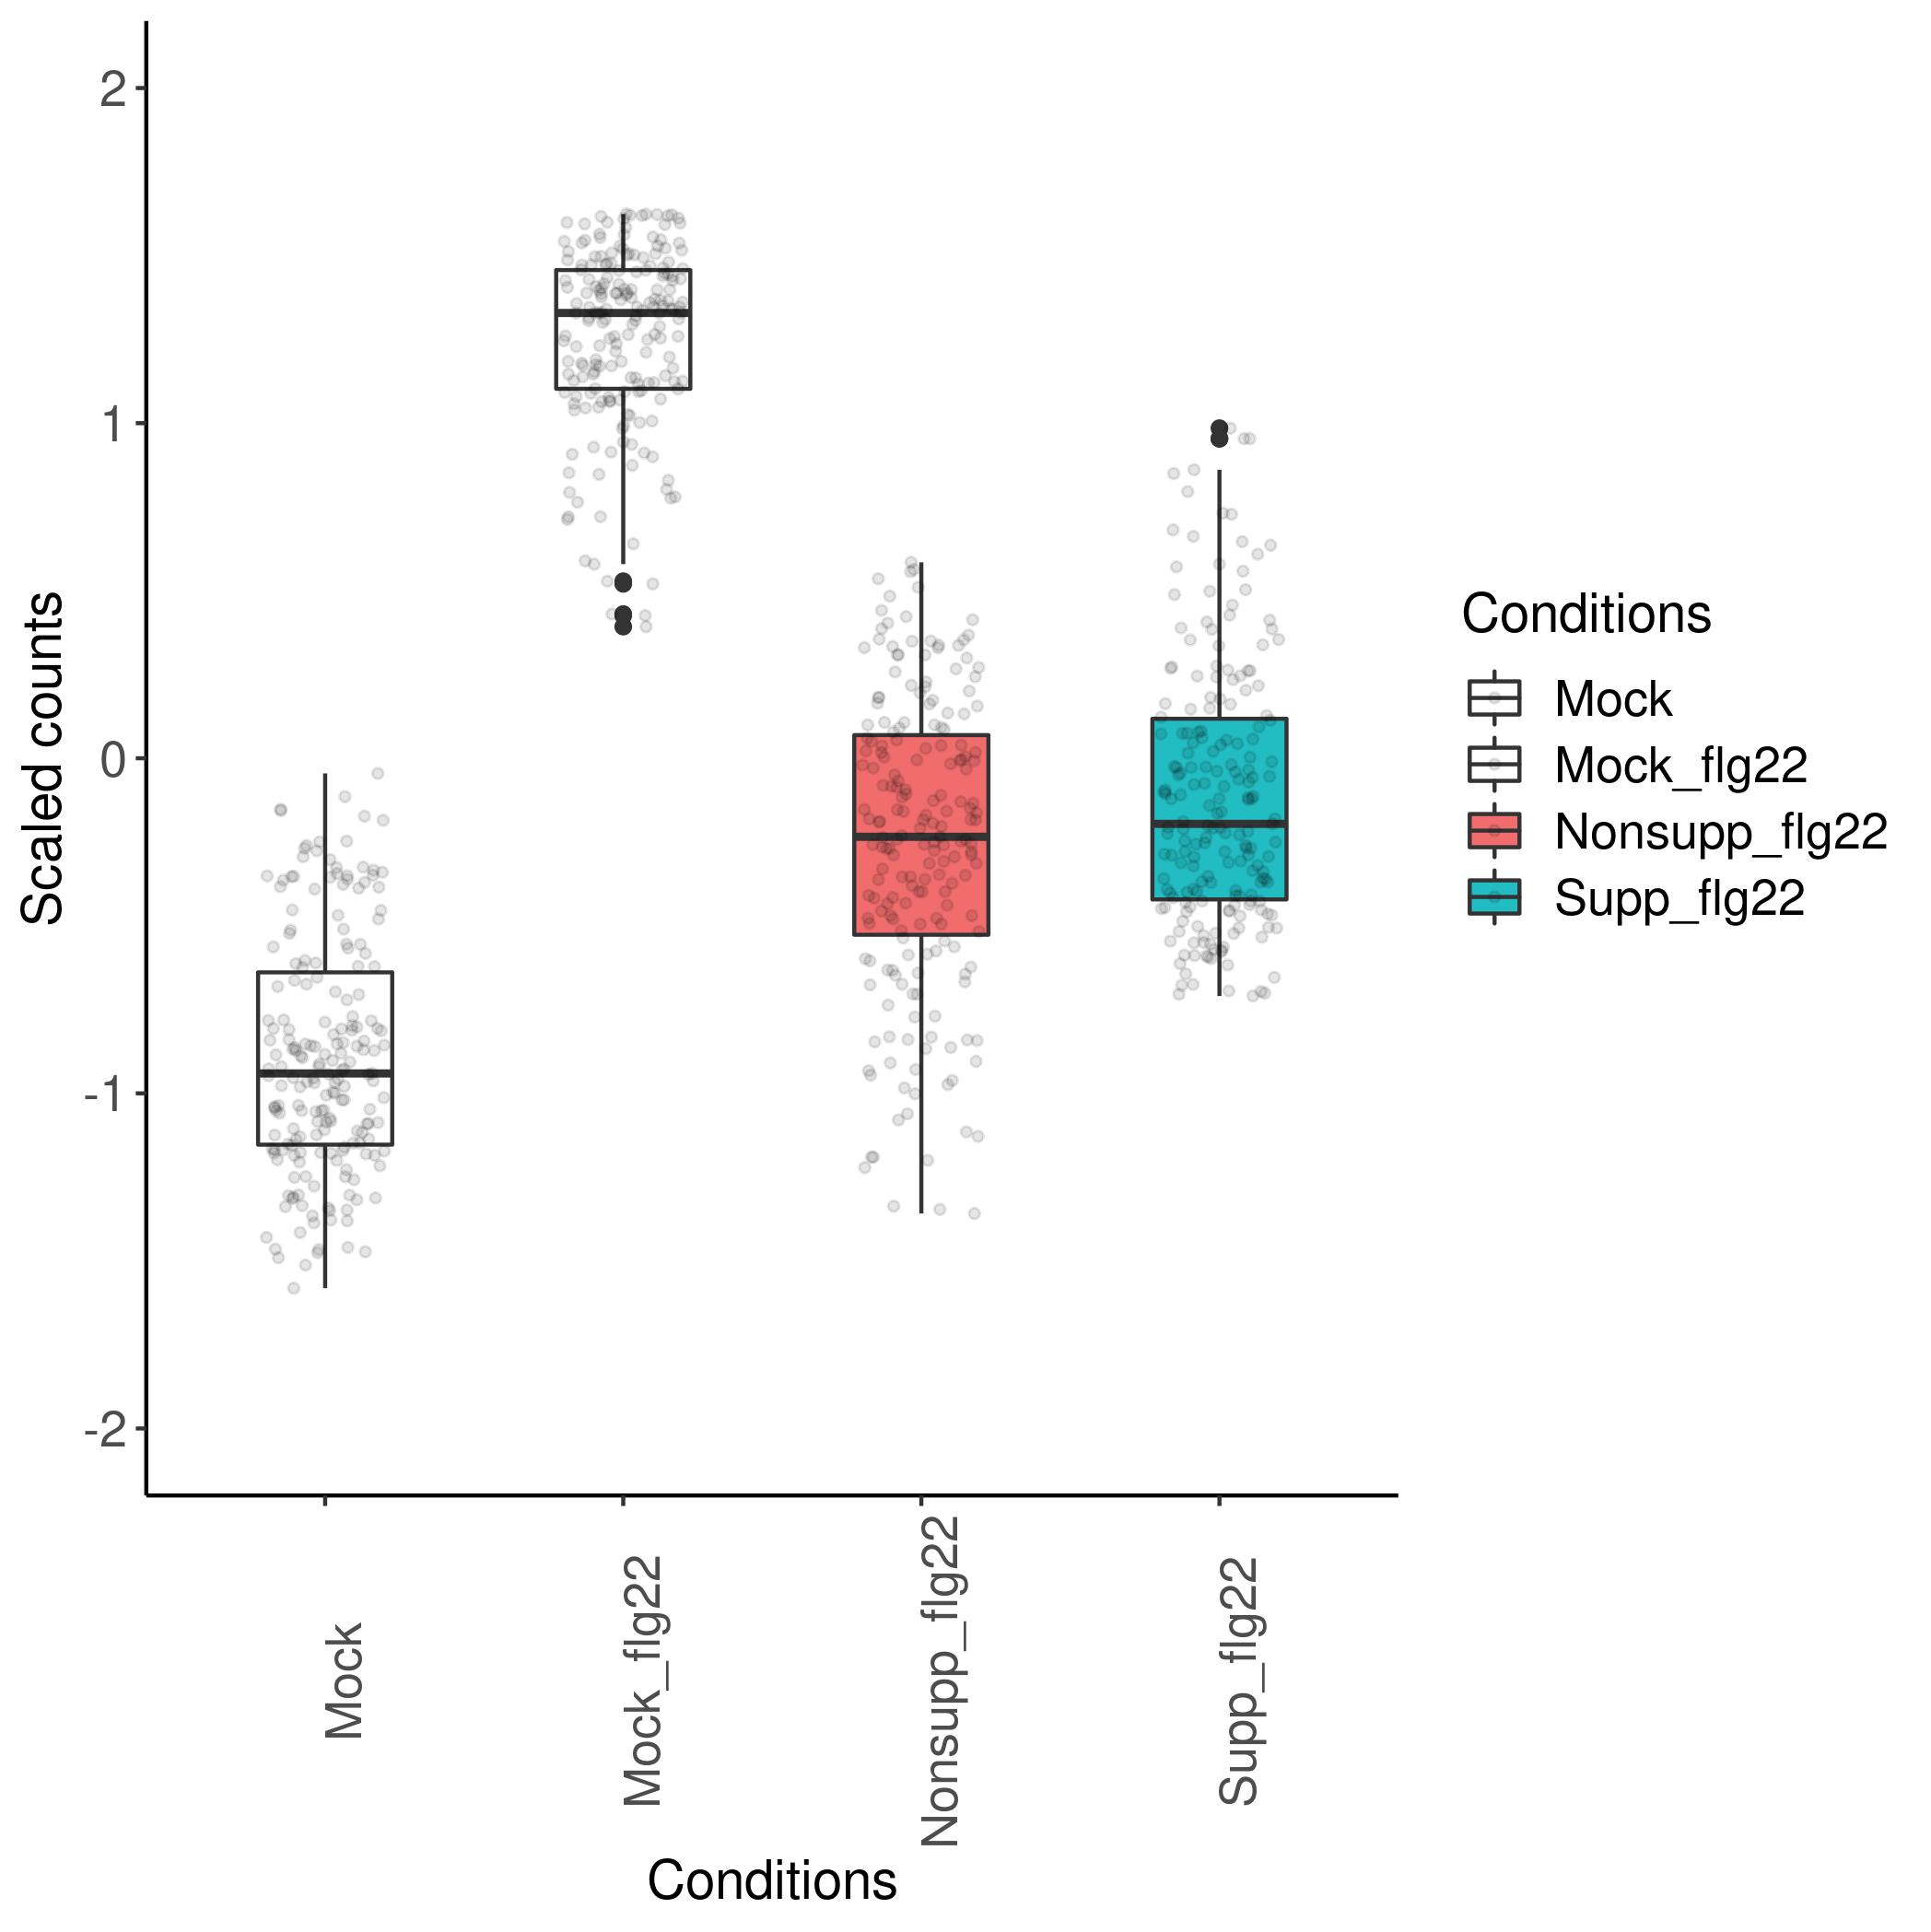 Scaled counts
2
1
0
-1
-2
Mock
Mock_flg22
Nonsupp_flg22
Supp_flg22
Conditions
Conditions
Mock
Mock_flg22
Nonsupp_flg22
Supp_flg22